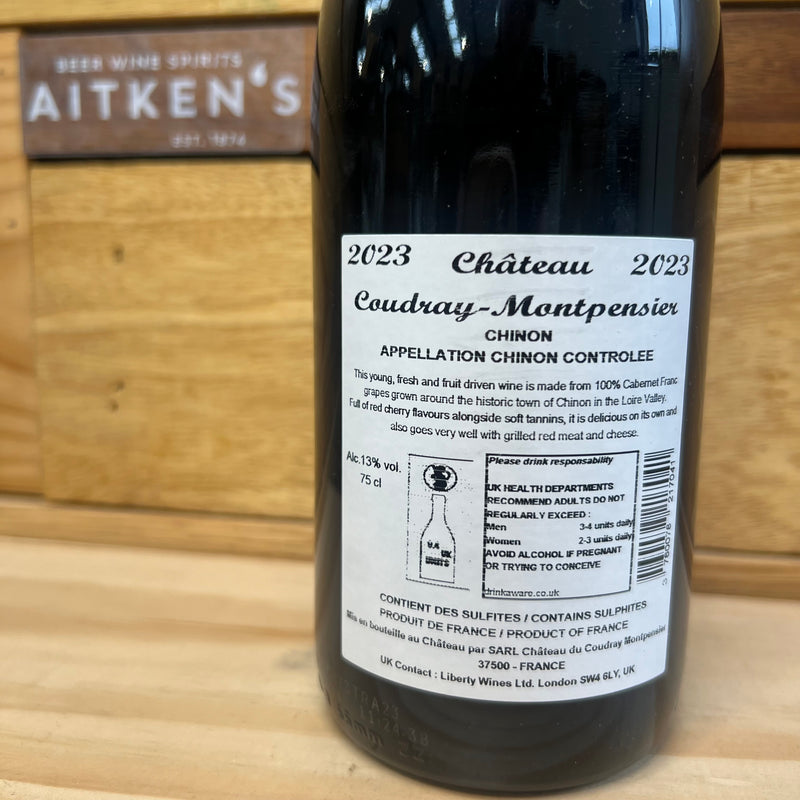 BEER WINE SPIRITS
AITKEN'S
EST. 1874
2023 Château 2023
Coudray-Montpensier
CHINON
APPELLATION CHINON CONTROLEE
This young, fresh and fruit driven wine is made from 100% Cabernet Franc
grapes grown around the historic town of Chinon in the Loire Valley.
Full of red cherry flavours alongside soft tannins, it is delicious on its own and
also goes very well with grilled red meat and cheese.
Alc.13% vol.
75 cl
UK
UNITS
Please drink responsability
UK HEALTH DEPARTMENTS
RECOMMEND ADULTS DO NOT
REGULARLY EXCEED :
Men 3-4 units daily
Women 2-3 units daily
AVOID ALCOHOL IF PREGNANT
OR TRYING TO CONCEIVE
drinkaware.co.uk
CONTIENT DES SULFITES / CONTAINS SULPHITES
PRODUIT DE FRANCE / PRODUCT OF FRANCE
Mis en bouteille au Château par SARL Château du Coudray Montpensier
37500 - FRANCE
UK Contact : Liberty Wines Ltd. London SW4 6LY, UK